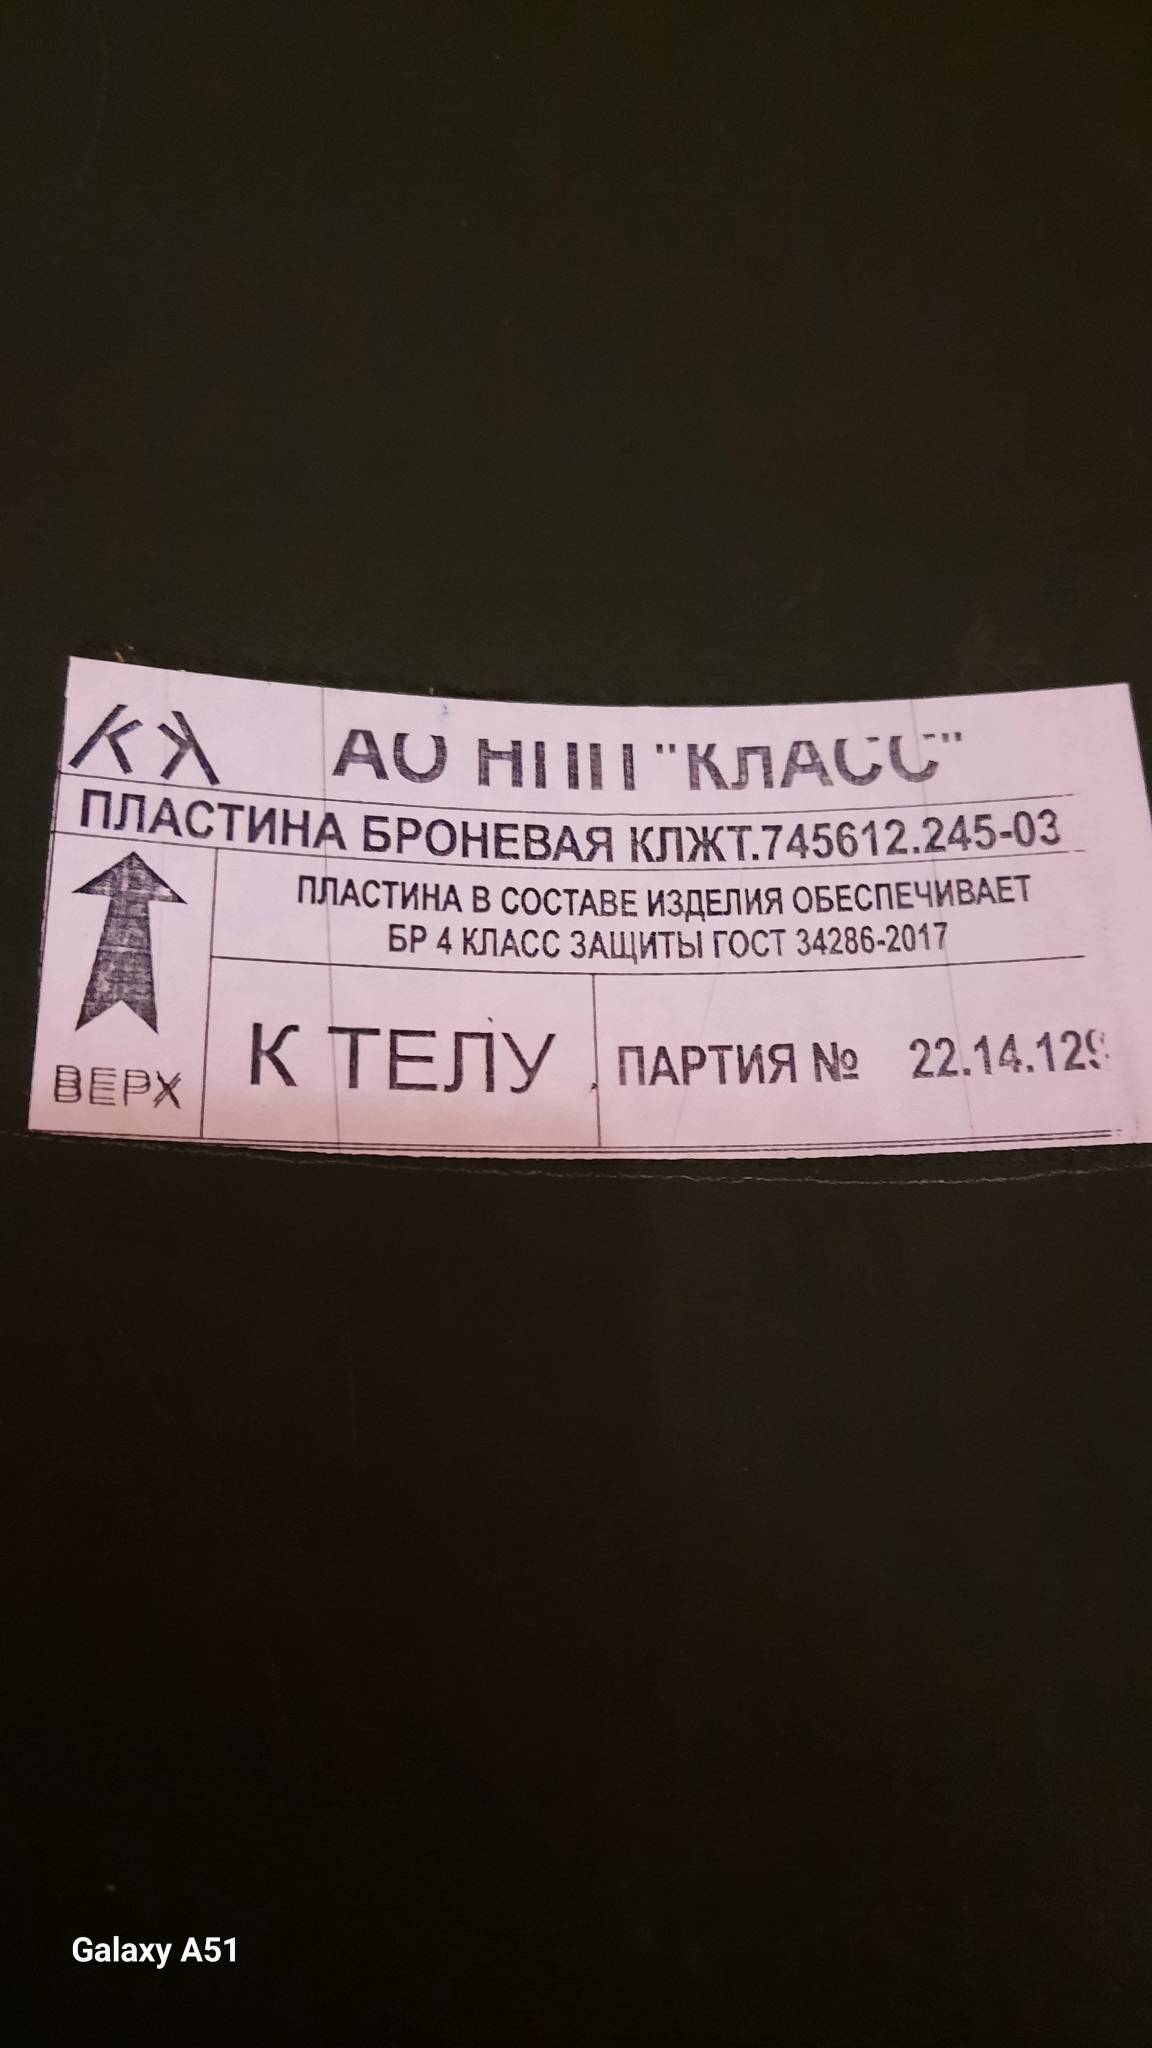 КК АО НПП "КЛАСС"
ПЛАСТИНА БРОНЕВАЯ КЛЖТ.745612.245-03
ПЛАСТИНА В СОСТАВЕ ИЗДЕЛИЯ ОБЕСПЕЧИВАЕТ
БР 4 КЛАСС ЗАЩИТЫ ГОСТ 34286-2017
ВЕРХ
К ТЕЛУ
ПАРТИЯ № 22.14.129
Galaxy A51